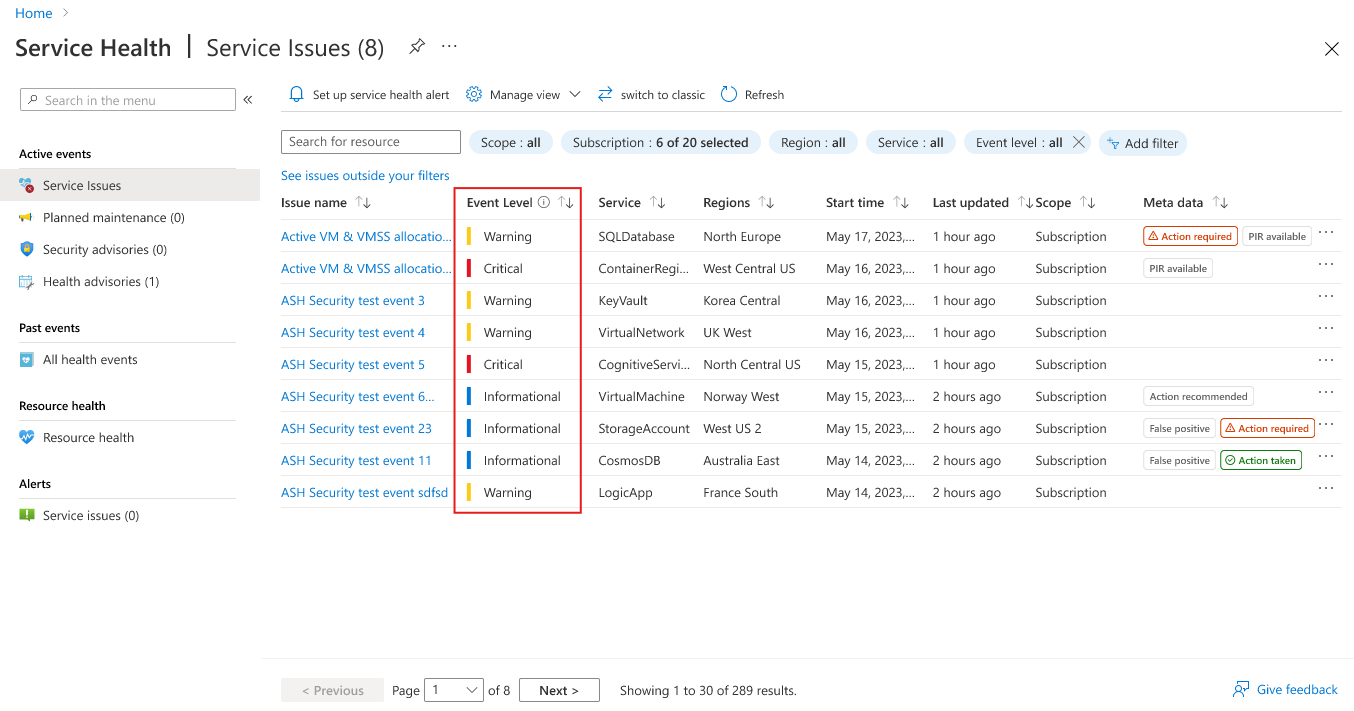 Home
Service Health | Service Issues (8) ···
Search in the menu
Set up service health alert Manage view switch to classic Refresh
Search for resource Scope : all Subscription : 6 of 20 selected Region : all Service : all Event level : all Add filter
Active events
Service Issues
Planned maintenance (0)
Security advisories (0)
Health advisories (1)
Past events
All health events
Resource health
Resource health
Alerts
Service issues (0)
See issues outside your filters
Issue name Event Level Service Regions Start time Last updated Scope Meta data
Active VM & VMSS allocatio... Warning SQLDatabase North Europe May 17, 2023,... 1 hour ago Subscription Action required PIR available ···
Active VM & VMSS allocatio... Critical ContainerRegi... West Central US May 16, 2023,... 1 hour ago Subscription PIR available ···
ASH Security test event 3 Warning KeyVault Korea Central May 16, 2023,... 1 hour ago Subscription ···
ASH Security test event 4 Warning VirtualNetwork UK West May 16, 2023,... 1 hour ago Subscription ···
ASH Security test event 5 Critical CognitiveServi... North Central US May 15, 2023,... 1 hour ago Subscription ···
ASH Security test event 6... Informational VirtualMachine Norway West May 15, 2023,... 2 hours ago Subscription Action recommended ···
ASH Security test event 23 Informational StorageAccount West US 2 May 15, 2023,... 2 hours ago Subscription False positive Action required ···
ASH Security test event 11 Informational CosmosDB Australia East May 14, 2023,... 2 hours ago Subscription False positive Action taken ···
ASH Security test event sdfsd Warning LogicApp France South May 14, 2023,... 2 hours ago Subscription ···
< Previous Page 1 of 8 Next > Showing 1 to 30 of 289 results. Give feedback